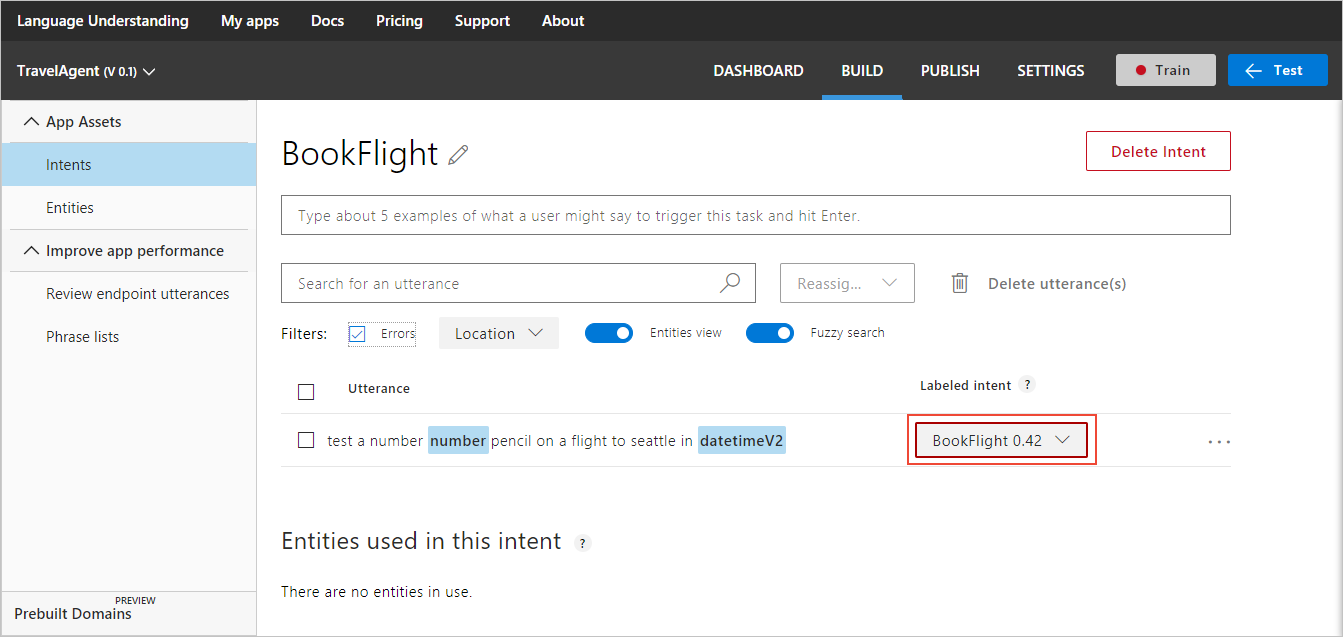 Language Understanding My apps Docs Pricing Support About
TravelAgent (V 0.1) DASHBOARD BUILD PUBLISH SETTINGS Train Test
App Assets
Intents
Entities
Improve app performance
Review endpoint utterances
Phrase lists
PREVIEW
Prebuilt Domains
BookFlight
Delete Intent
Type about 5 examples of what a user might say to trigger this task and hit Enter.
Search for an utterance Reassig... Delete utterance(s)
Filters: Errors Location Entities view Fuzzy search
Utterance Labeled intent ?
test a number number pencil on a flight to seattle in datetimeV2 BookFlight 0.42 ...
Entities used in this intent ?
There are no entities in use.